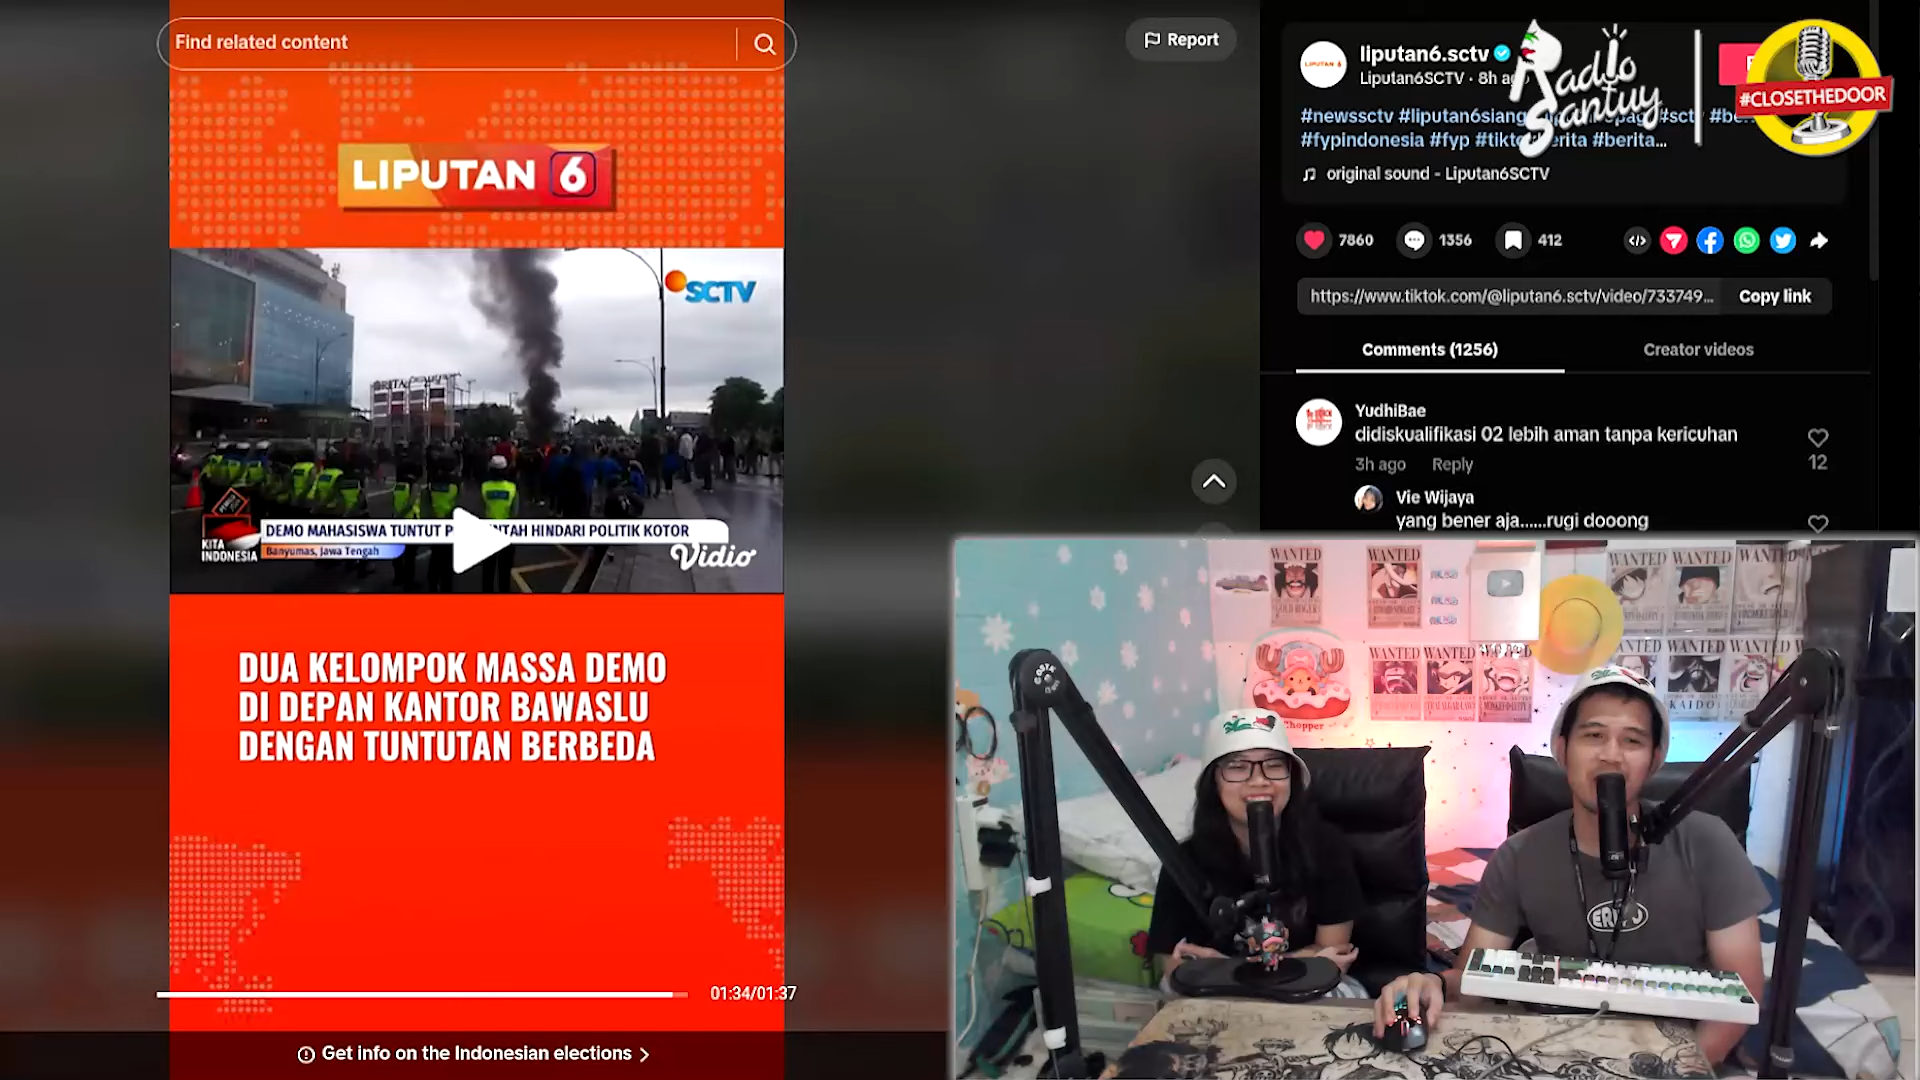 Find related content
Report
LIPUTAN 6
SCTV
DEMO MAHASISWA TUNTUT P NTAH HINDARI POLITIK KOTOR
KITA INDONESIA
Banyumas, Jawa Tengah
Vidio
DUA KELOMPOK MASSA DEMO
DI DEPAN KANTOR BAWASLU
DENGAN TUNTUTAN BERBEDA
01:34/01:37
Get info on the Indonesian elections
liputan6.sctv
Liputan6SCTV · 8h
Radio Santuy
#CLOSETHEDOOR
#newssctv #liputan6siang #sct
#fypindonesia #fyp #berita...
original sound - Liputan6SCTV
7860
1356
412
https://www.tiktok.com/@liputan6.sctv/video/733749...
Copy link
Comments (1256)
Creator videos
YudhiBae
didiskualifikasi 02 lebih aman tanpa kericuhan
3h ago
Reply
12
Vie Wijaya
yang bener aja......rugi dooong
WANTED
WANTED
WANTED
WANTED
WANTED
WANTED
WANTED
WANTED
WANTED
WANTED
GOLD ROGER
KAIDO
Chopper